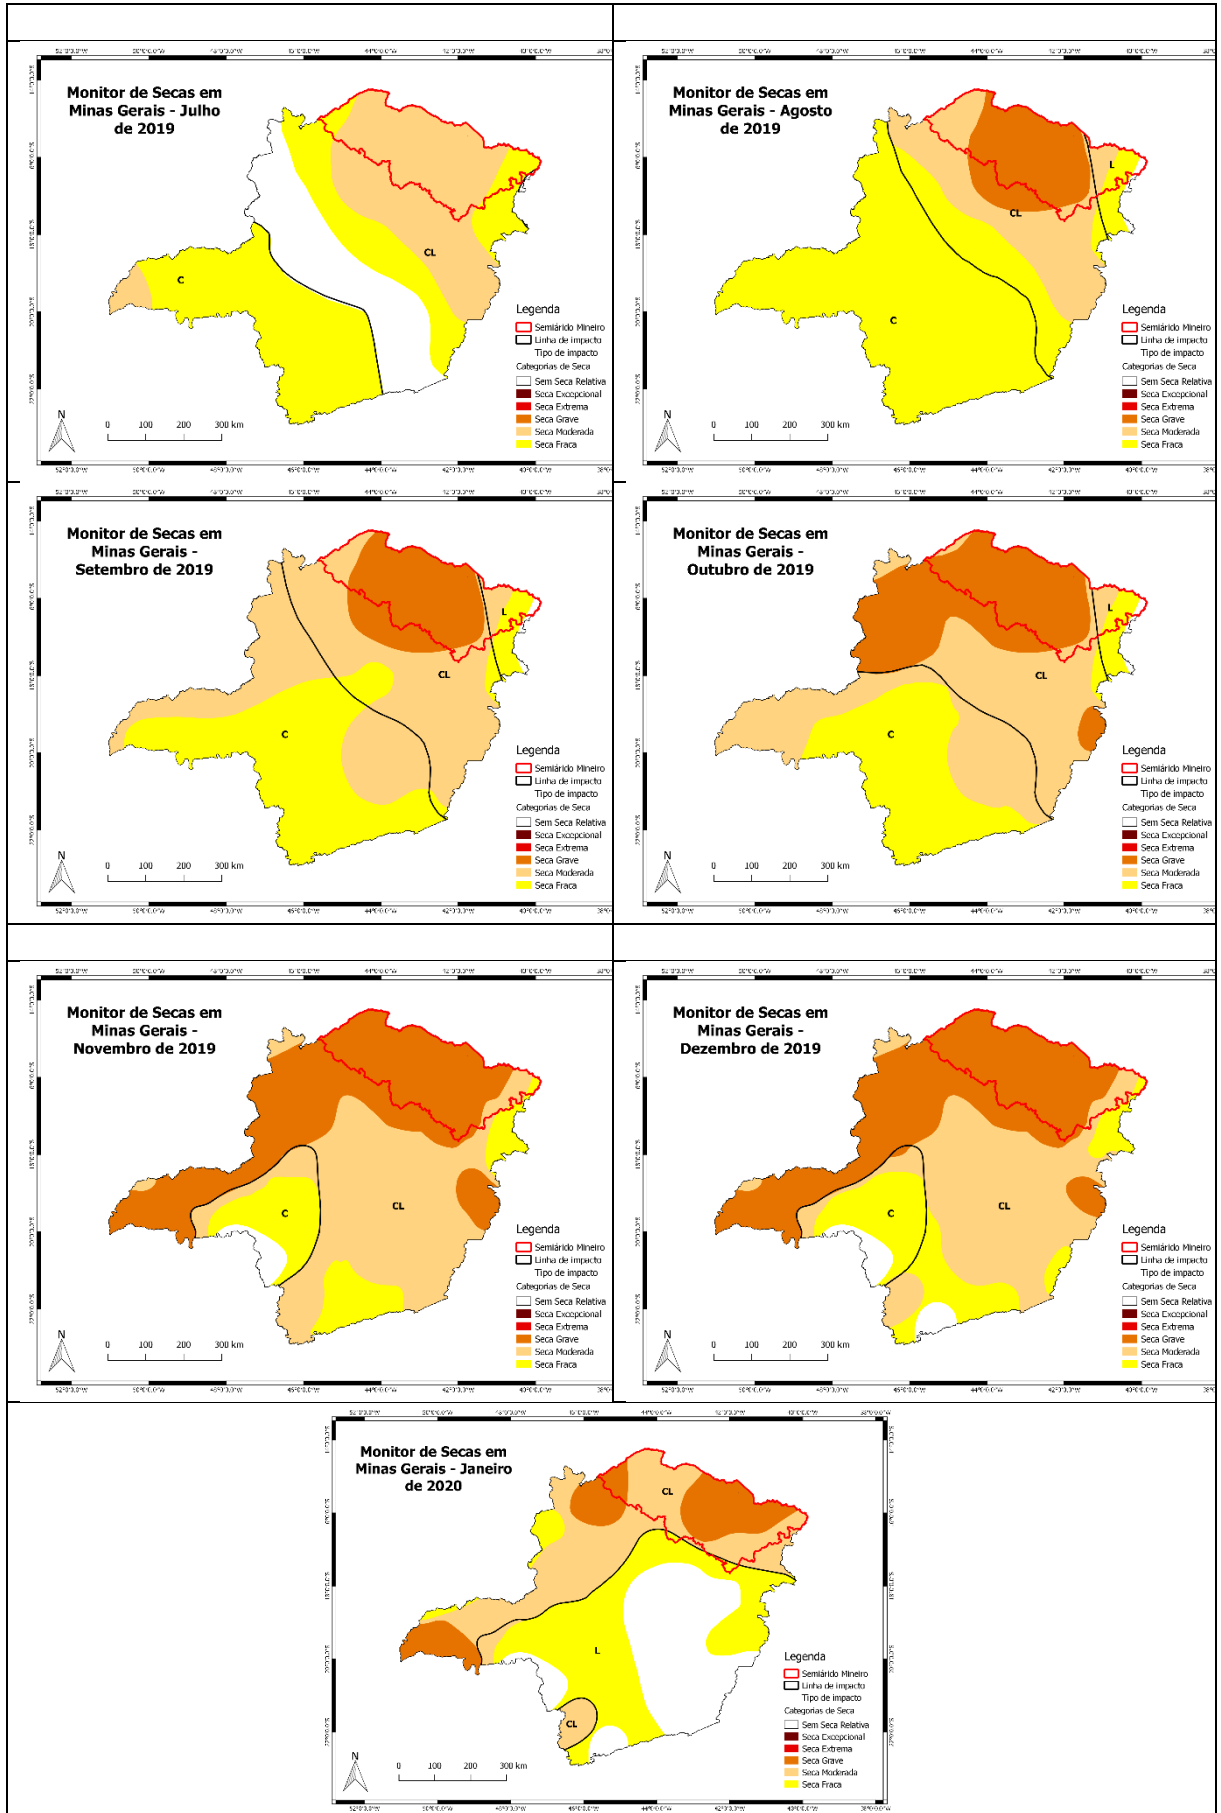 Monitor de Secas em
Minas Gerais - Julho
de 2019
C
CL
Legenda
Semiárido Mineiro
Linha de impacto
Tipo de impacto
Categorias de Seca
Sem Seca Relativa
Seca Excepcional
Seca Extrema
Seca Grave
Seca Moderada
Seca Fraca
N
0 100 200 300 km
Monitor de Secas em
Minas Gerais - Agosto
de 2019
L
CL
C
Legenda
Semiárido Mineiro
Linha de impacto
Tipo de impacto
Categorias de Seca
Sem Seca Relativa
Seca Excepcional
Seca Extrema
Seca Grave
Seca Moderada
Seca Fraca
N
0 100 200 300 km
Monitor de Secas em
Minas Gerais -
Setembro de 2019
L
CL
C
Legenda
Semiárido Mineiro
Linha de impacto
Tipo de impacto
Categorias de Seca
Sem Seca Relativa
Seca Excepcional
Seca Extrema
Seca Grave
Seca Moderada
Seca Fraca
N
0 100 200 300 km
Monitor de Secas em
Minas Gerais -
Outubro de 2019
L
CL
C
Legenda
Semiárido Mineiro
Linha de impacto
Tipo de impacto
Categorias de Seca
Sem Seca Relativa
Seca Excepcional
Seca Extrema
Seca Grave
Seca Moderada
Seca Fraca
N
0 100 200 300 km
Monitor de Secas em
Minas Gerais -
Novembro de 2019
C
CL
Legenda
Semiárido Mineiro
Linha de impacto
Tipo de impacto
Categorias de Seca
Sem Seca Relativa
Seca Excepcional
Seca Extrema
Seca Grave
Seca Moderada
Seca Fraca
N
0 100 200 300 km
Monitor de Secas em
Minas Gerais -
Dezembro de 2019
C
CL
Legenda
Semiárido Mineiro
Linha de impacto
Tipo de impacto
Categorias de Seca
Sem Seca Relativa
Seca Excepcional
Seca Extrema
Seca Grave
Seca Moderada
Seca Fraca
N
0 100 200 300 km
Monitor de Secas em
Minas Gerais - Janeiro
de 2020
CL
L
CL
Legenda
Semiárido Mineiro
Linha de impacto
Tipo de impacto
Categorias de Seca
Sem Seca Relativa
Seca Excepcional
Seca Extrema
Seca Grave
Seca Moderada
Seca Fraca
N
0 100 200 300 km